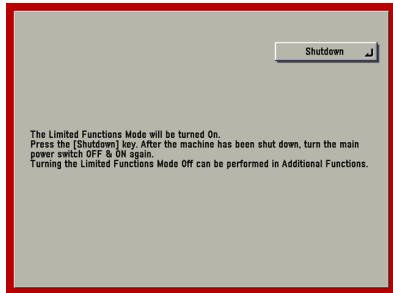 Shutdown
The Limited Functions Mode will be turned On.
Press the [Shutdown] key. After the machine has been shut down, turn the main
power switch OFF & ON again.
Turning the Limited Functions Mode Off can be performed in Additional Functions.